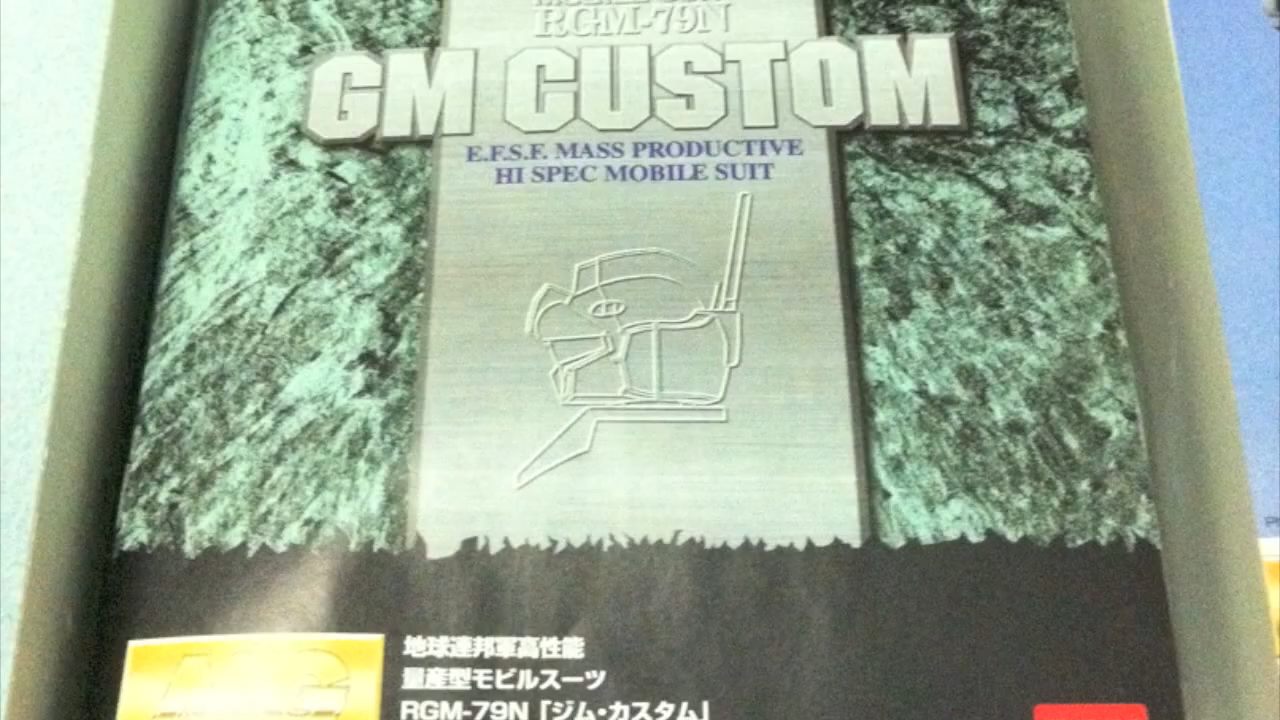 RGM-79N
GM CUSTOM
E.F.S.F. MASS PRODUCTIVE
HI SPEC MOBILE SUIT
MG
地球連邦軍高性能
量産型モビルスーツ
RGM-79N「ジム・カスタム」